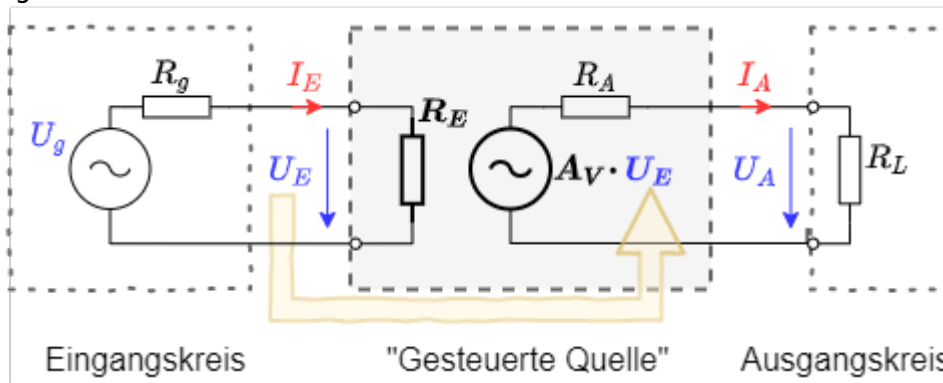 R_g I_E R_E R_A I_A
U_g U_E A_V · U_E U_A R_L
Eingangskreis "Gesteuerte Quelle" Ausgangskreis